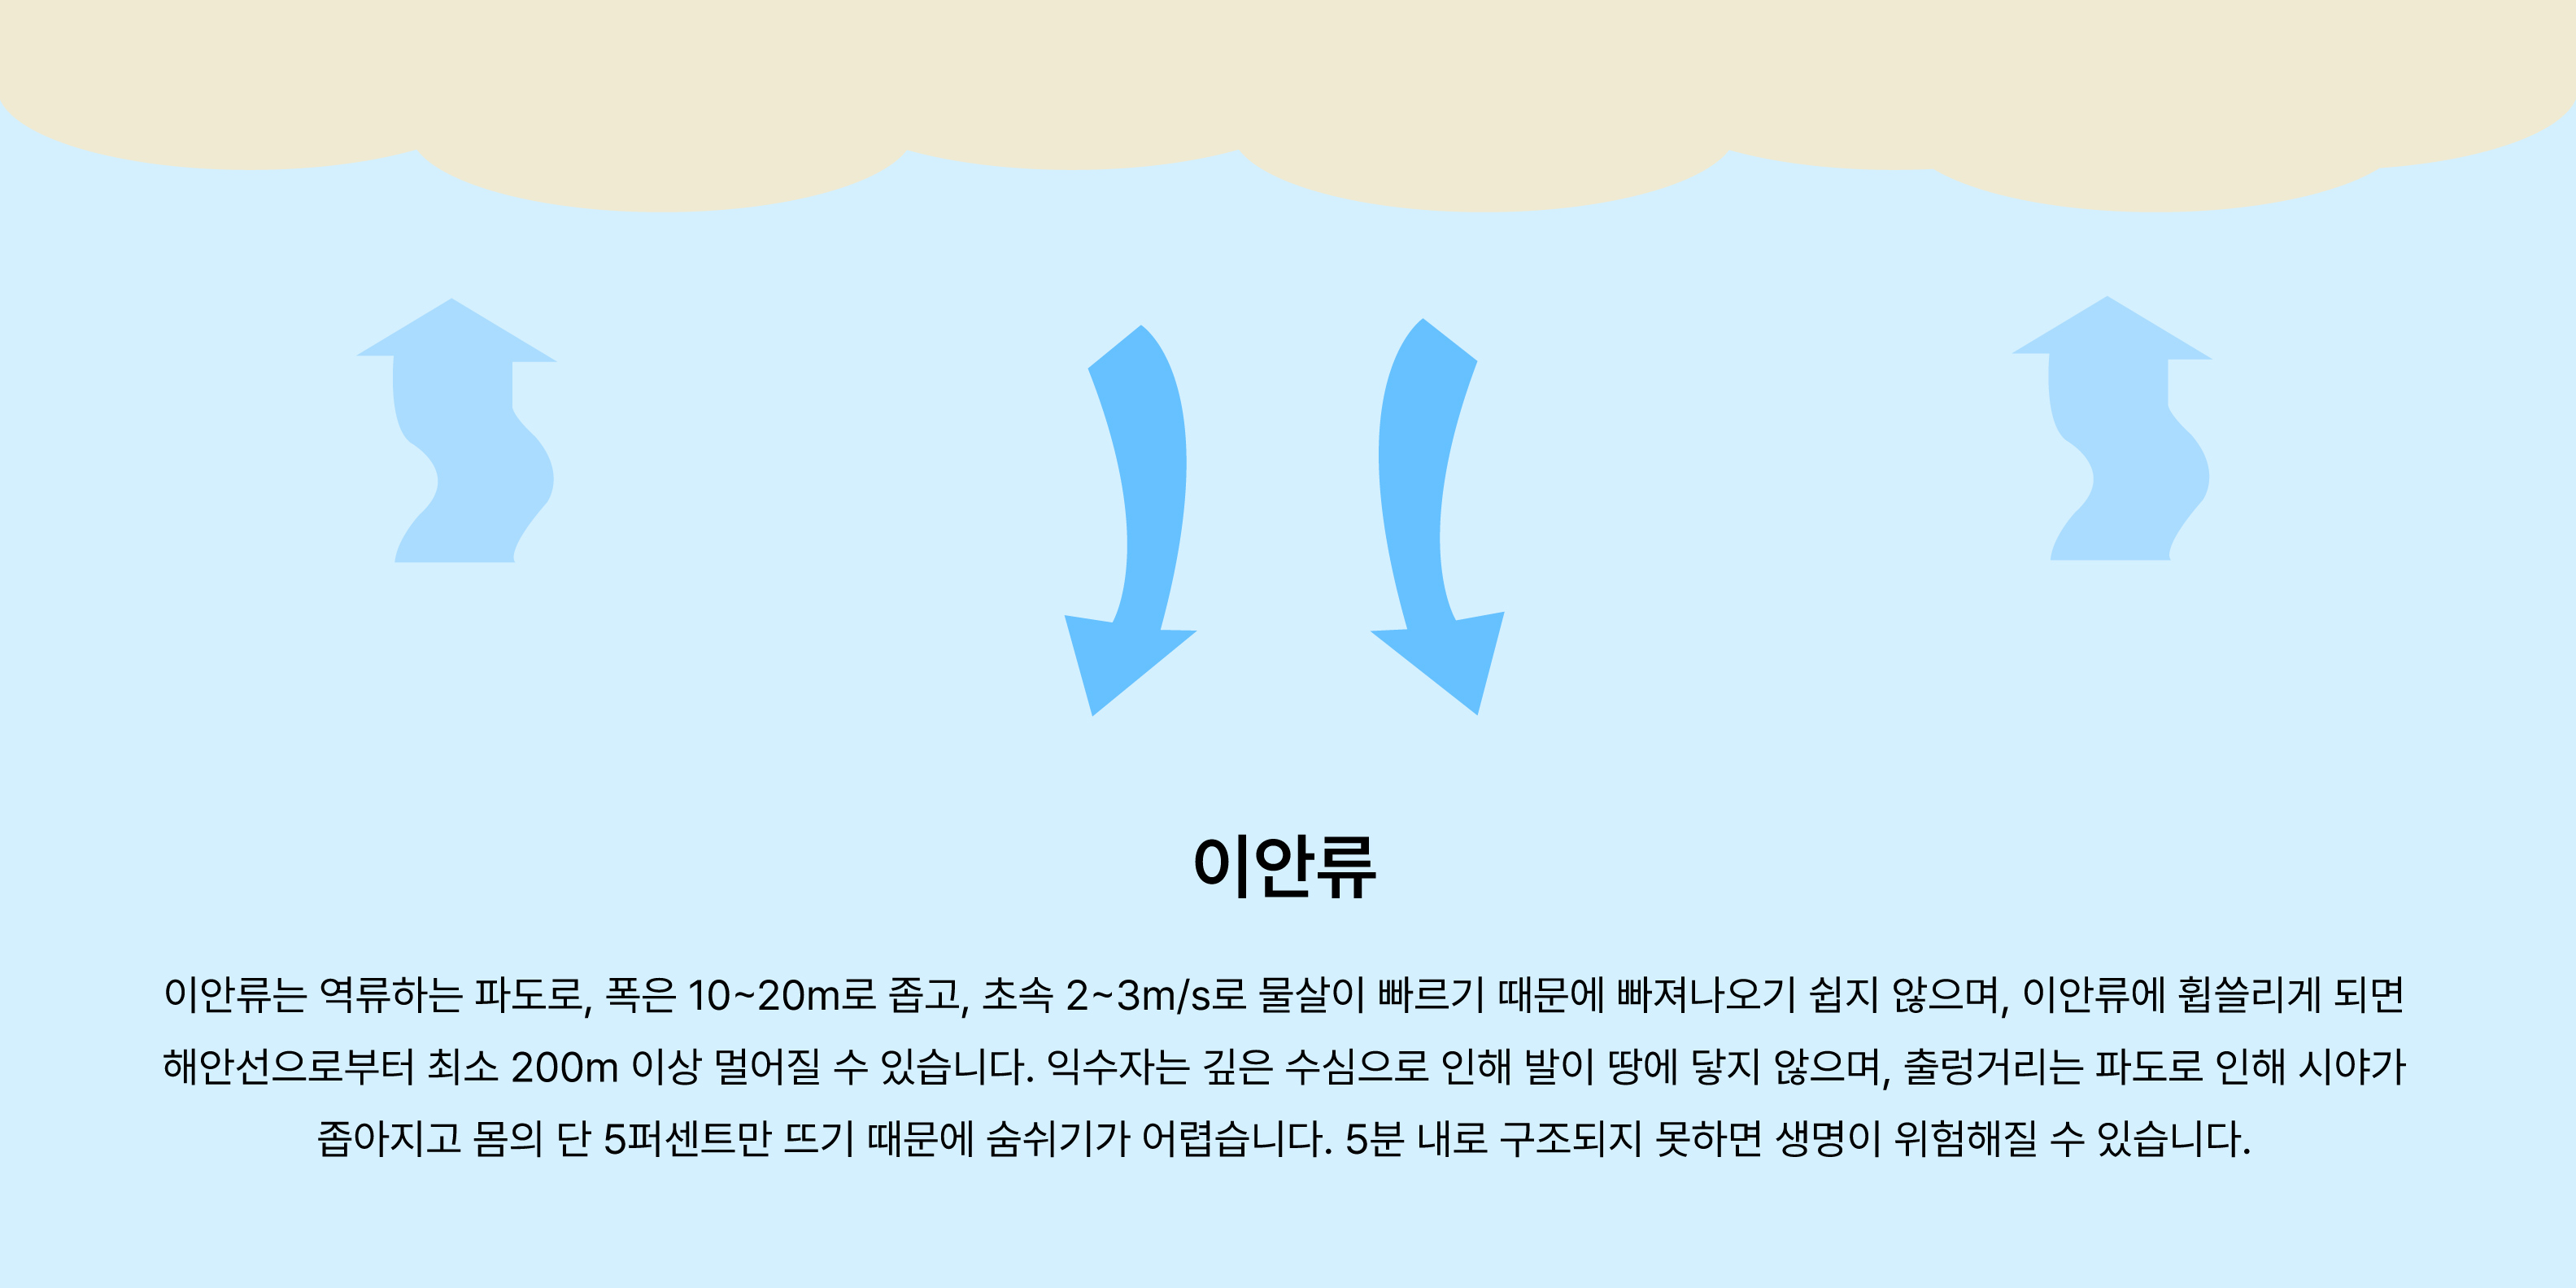 이안류
이안류는 역류하는 파도로, 폭은 10~20m로 좁고, 초속 2~3m/s로 물살이 빠르기 때문에 빠져나오기 쉽지 않으며, 이안류에 휩쓸리게 되면
해안선으로부터 최소 200m 이상 멀어질 수 있습니다. 익수자는 깊은 수심으로 인해 발이 땅에 닿지 않으며, 출렁거리는 파도로 인해 시야가
좁아지고 몸의 단 5퍼센트만 뜨기 때문에 숨쉬기가 어렵습니다. 5분 내로 구조되지 못하면 생명이 위험해질 수 있습니다.